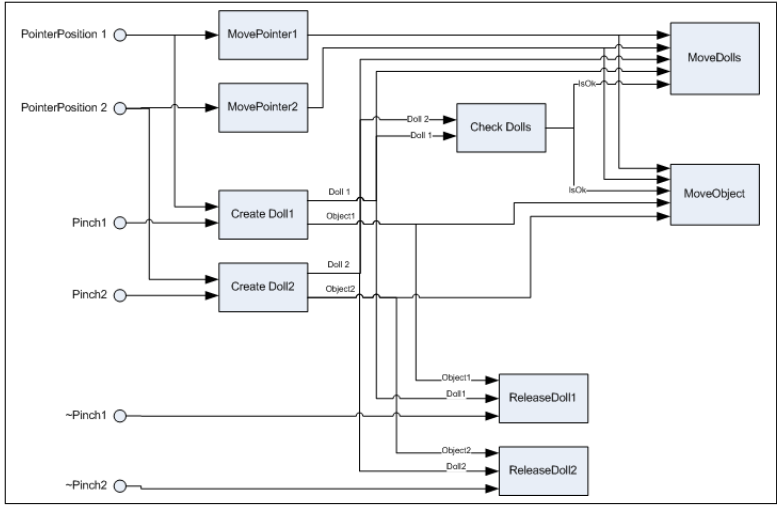 PointerPosition 1
MovePointer1
MoveDolls
PointerPosition 2
MovePointer2
IsOk
Doll 2
Check Dolls
Doll 1
Doll 1
IsOk
MoveObject
Pinch1
Create Doll1
Object1
Doll 2
Pinch2
Create Doll2
Object2
Object1
Doll1
ReleaseDoll1
~Pinch1
Object2
Doll2
ReleaseDoll2
~Pinch2